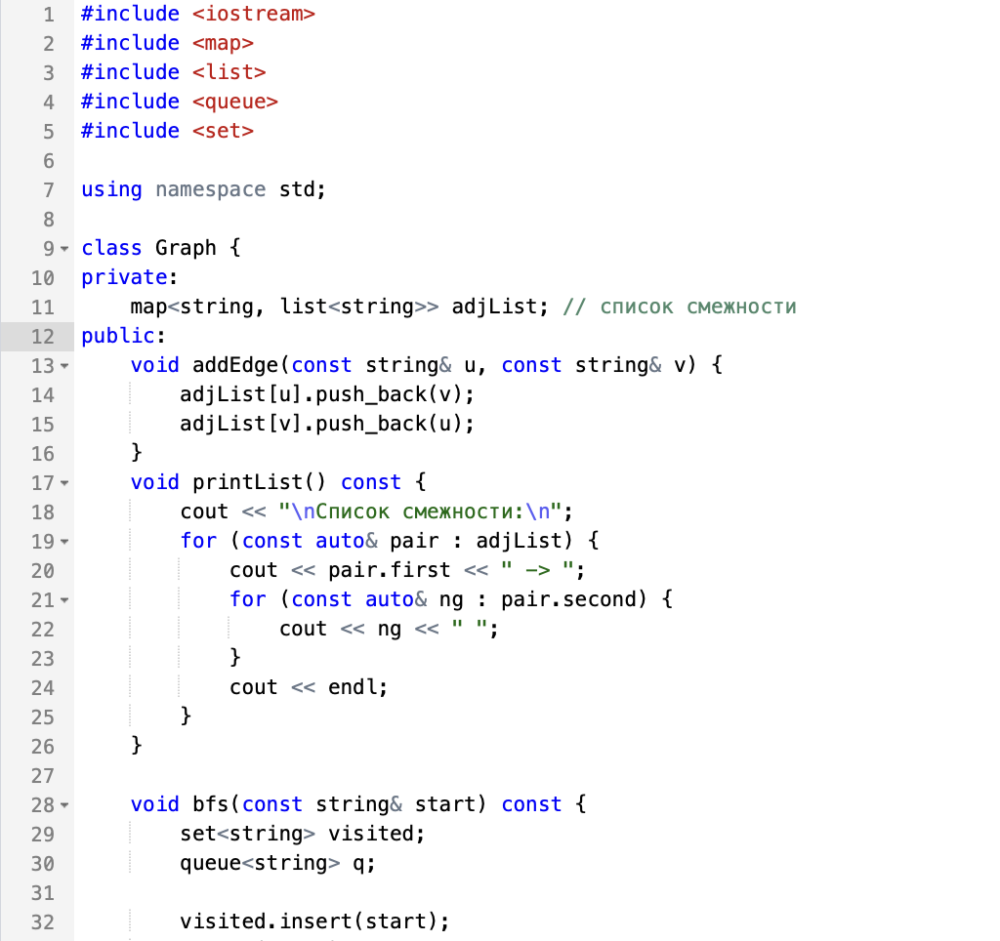 1 #include <iostream>
2 #include <map>
3 #include <list>
4 #include <queue>
5 #include <set>
6
7 using namespace std;
8
9 class Graph {
10 private:
11     map<string, list<string>> adjList; // список смежности
12 public:
13     void addEdge(const string& u, const string& v) {
14         adjList[u].push_back(v);
15         adjList[v].push_back(u);
16     }
17     void printList() const {
18         cout << "\nСписок смежности:\n";
19         for (const auto& pair : adjList) {
20             cout << pair.first << " -> ";
21             for (const auto& ng : pair.second) {
22                 cout << ng << " ";
23             }
24             cout << endl;
25         }
26     }
27
28     void bfs(const string& start) const {
29         set<string> visited;
30         queue<string> q;
31
32         visited.insert(start);